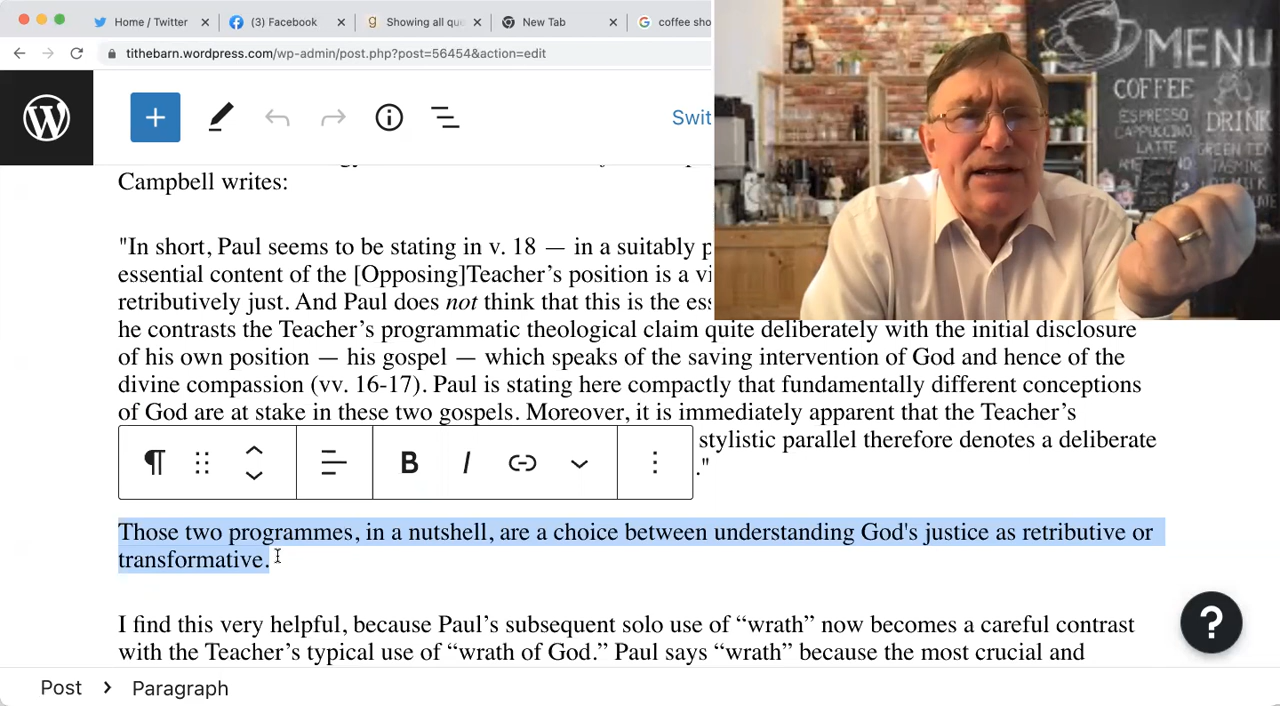 Home / Twitter
(3) Facebook
Showing all que
New Tab
coffee sho
tithebarn.wordpress.com/wp-admin/post.php?post=56454&action=edit
Swit
MENU
COFFEE
ESPRESSO
CAPPUCCINO
LATTE
DRINK
GREEN TEA
JASMINE
Campbell writes:
"In short, Paul seems to be stating in v. 18 — in a suitably p
essential content of the [Opposing]Teacher’s position is a vi
retributively just. And Paul does not think that this is the ess
he contrasts the Teacher’s programmatic theological claim quite deliberately with the initial disclosure
of his own position — his gospel — which speaks of the saving intervention of God and hence of the
divine compassion (vv. 16-17). Paul is stating here compactly that fundamentally different conceptions
of God are at stake in these two gospels. Moreover, it is immediately apparent that the Teacher’s
stylistic parallel therefore denotes a deliberate
."
B I
Those two programmes, in a nutshell, are a choice between understanding God's justice as retributive or
transformative.
I find this very helpful, because Paul’s subsequent solo use of “wrath” now becomes a careful contrast
with the Teacher’s typical use of “wrath of God.” Paul says “wrath” because the most crucial and
?
Post > Paragraph